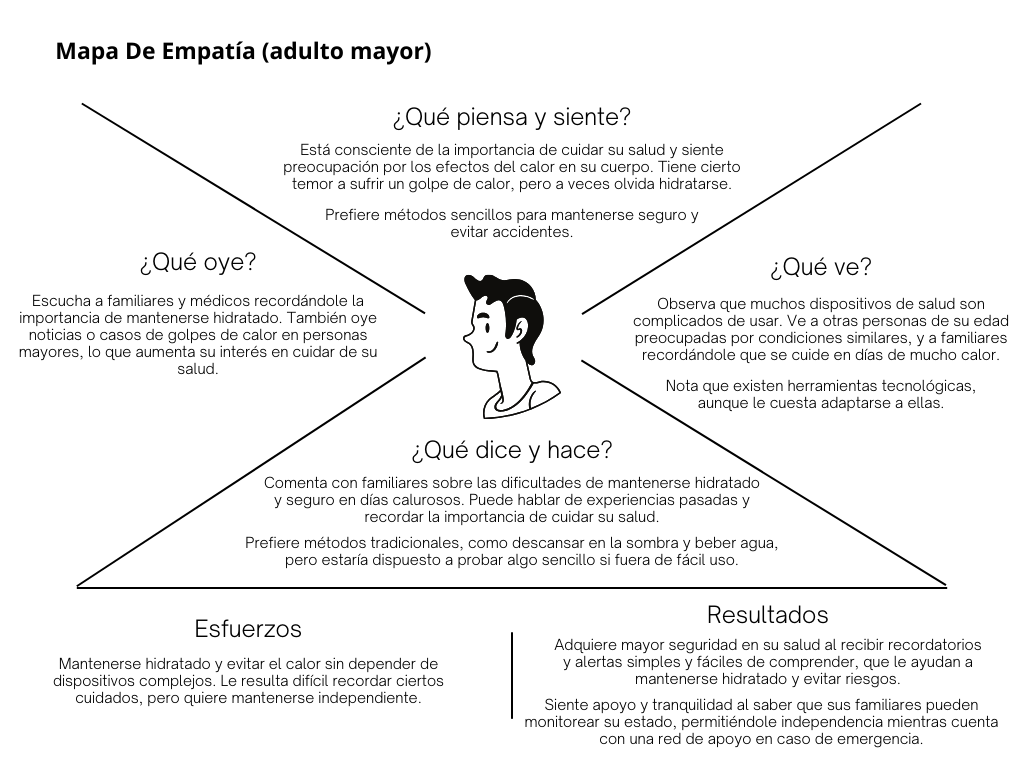 Mapa De Empatía (adulto mayor)
¿Qué piensa y siente?
Está consciente de la importancia de cuidar su salud y siente
preocupación por los efectos del calor en su cuerpo. Tiene cierto
temor a sufrir un golpe de calor, pero a veces olvida hidratarse.
Prefiere métodos sencillos para mantenerse seguro y
evitar accidentes.
¿Qué oye?
Escucha a familiares y médicos recordándole la
importancia de mantenerse hidratado. También oye
noticias o casos de golpes de calor en personas
mayores, lo que aumenta su interés en cuidar de su
salud.
¿Qué ve?
Observa que muchos dispositivos de salud son
complicados de usar. Ve a otras personas de su edad
preocupadas por condiciones similares, y a familiares
recordándole que se cuide en días de mucho calor.
Nota que existen herramientas tecnológicas,
aunque le cuesta adaptarse a ellas.
¿Qué dice y hace?
Comenta con familiares sobre las dificultades de mantenerse hidratado
y seguro en días calurosos. Puede hablar de experiencias pasadas y
recordar la importancia de cuidar su salud.
Prefiere métodos tradicionales, como descansar en la sombra y beber agua,
pero estaría dispuesto a probar algo sencillo si fuera de fácil uso.
Esfuerzos
Mantenerse hidratado y evitar el calor sin depender de
dispositivos complejos. Le resulta difícil recordar ciertos
cuidados, pero quiere mantenerse independiente.
Resultados
Adquiere mayor seguridad en su salud al recibir recordatorios
y alertas simples y fáciles de comprender, que le ayudan a
mantenerse hidratado y evitar riesgos.
Siente apoyo y tranquilidad al saber que sus familiares pueden
monitorear su estado, permitiéndole independencia mientras cuenta
con una red de apoyo en caso de emergencia.